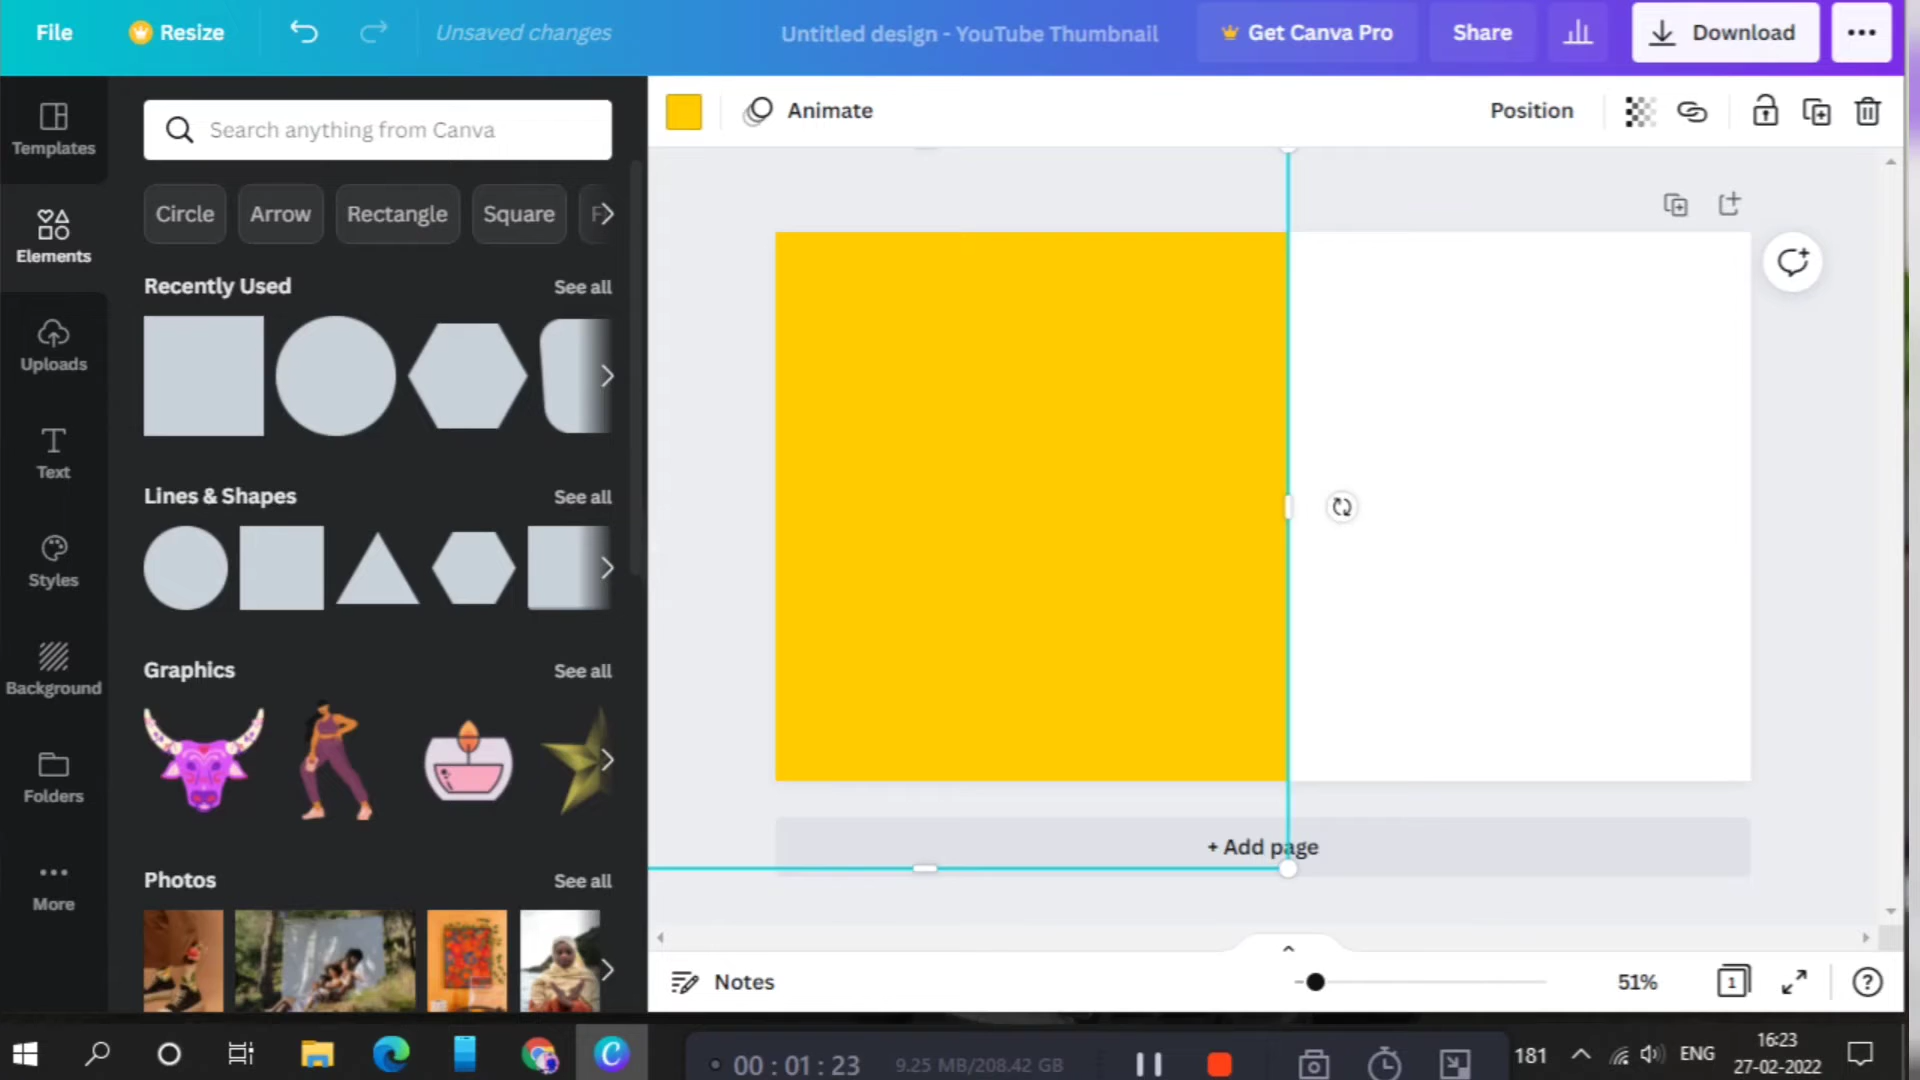 File
Resize
Unsaved changes
Untitled design - YouTube Thumbnail
Get Canva Pro
Share
Download
Templates
Elements
Uploads
Text
Styles
Background
Folders
More
Search anything from Canva
Circle
Arrow
Rectangle
Square
F
Recently Used
See all
Lines & Shapes
See all
Graphics
See all
Photos
See all
Animate
Position
+ Add page
Notes
51%
1
?
00 : 01 : 23
9.25 MB/208.42 GB
181
ENG
16:23
27-02-2022